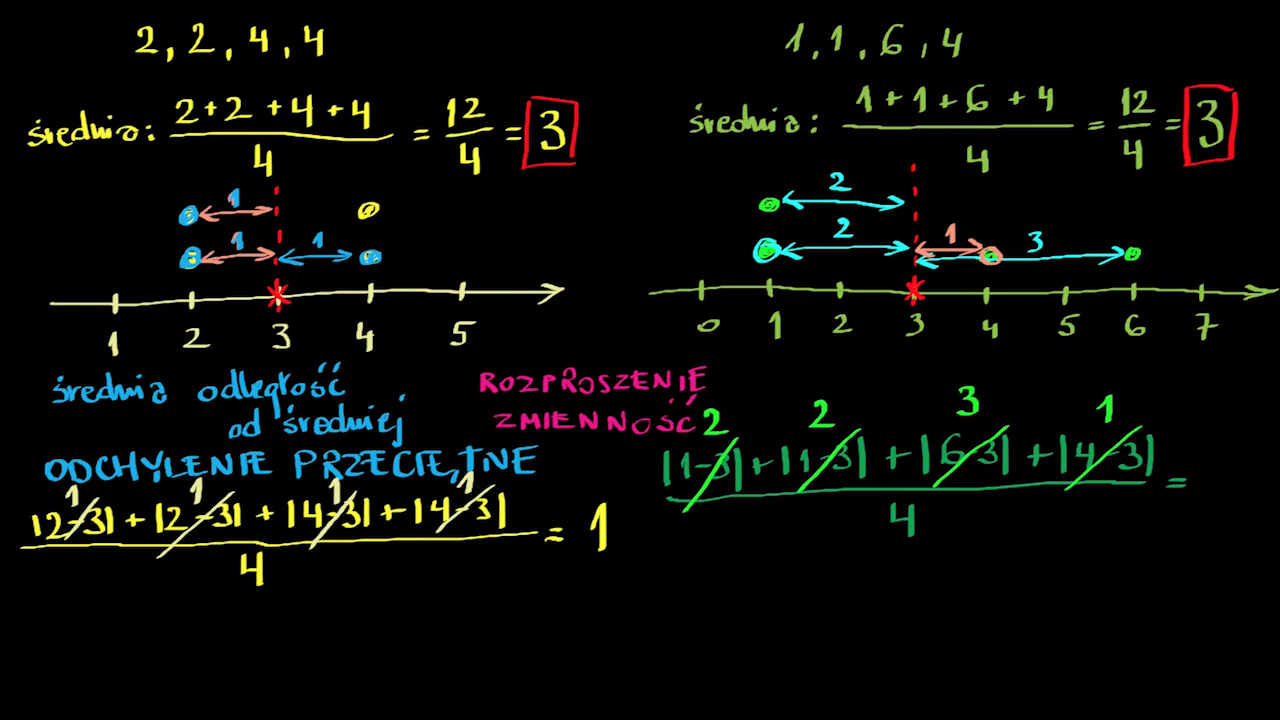 2, 2, 4, 4
średnia: 2+2+4+4 / 4 = 12/4 = 3
1 1 1
1 2 3 4 5
średnia odległość
od średniej
ODCHYLENIE PRZECIĘTNE
1 1 1 1
|2-3| + |2-3| + |4-3| + |4-3| / 4 = 1
ROZPROSZENIE
ZMIENNOŚĆ
1, 1, 6, 4
średnia: 1+1+6+4 / 4 = 12/4 = 3
2
2 1 3
0 1 2 3 4 5 6 7
2 2 3 1
|1-3| + |1-3| + |6-3| + |4-3| / 4 =